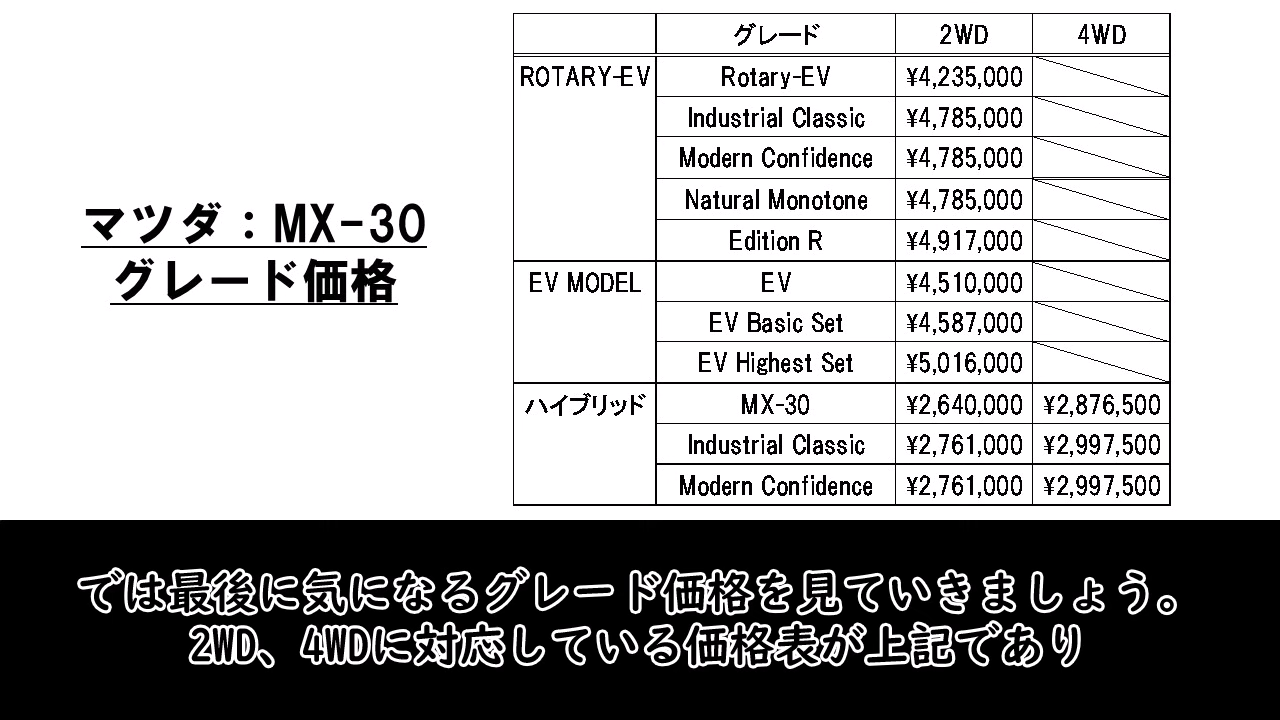 マツダ：MX-30
グレード価格
グレード 2WD 4WD
ROTARY-EV Rotary-EV ¥4,235,000
Industrial Classic ¥4,785,000
Modern Confidence ¥4,785,000
Natural Monotone ¥4,785,000
Edition R ¥4,917,000
EV MODEL EV ¥4,510,000
EV Basic Set ¥4,587,000
EV Highest Set ¥5,016,000
ハイブリッド MX-30 ¥2,640,000 ¥2,876,500
Industrial Classic ¥2,761,000 ¥2,997,500
Modern Confidence ¥2,761,000 ¥2,997,500
では最後に気になるグレード価格を見ていきましょう。
2WD、4WDに対応している価格表が上記であり